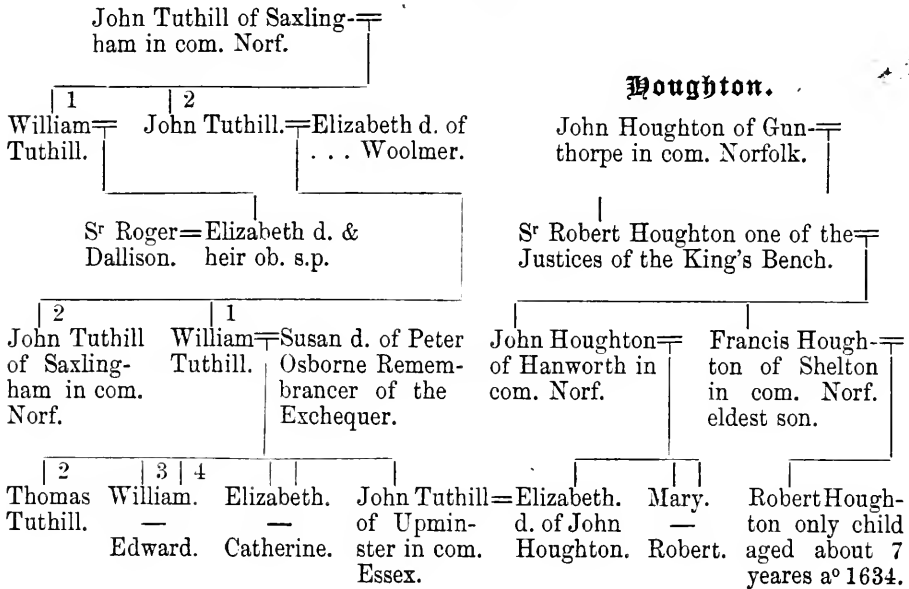 John Tuthill of Saxling-
ham in com. Norf.
Houghton.
1
2
William
Tuthill.
John Tuthill.
Elizabeth d. of
. . . Woolmer.
John Houghton of Gun-
thorpe in com. Norfolk.
Sr Roger=Elizabeth d. &
Dallison. heir ob. s.p.
Sr Robert Houghton one of the
Justices of the King's Bench.
2
1
John Tuthill
of Saxling-
ham in com.
Norf.
William
Tuthill.
Susan d. of Peter
Osborne Remem-
brancer of the
Exchequer.
John Houghton
of Hanworth in
com. Norf.
Francis Hough-
ton of Shelton
in com. Norf.
eldest son.
2
3
4
Thomas
Tuthill.
William.
—
Edward.
Elizabeth.
—
Catherine.
John Tuthill=
of Upmin-
ster in com.
Essex.
Elizabeth.
d. of John
Houghton.
Mary.
—
Robert.
Robert Hough-
ton only child
aged about 7
yeares aº 1634.